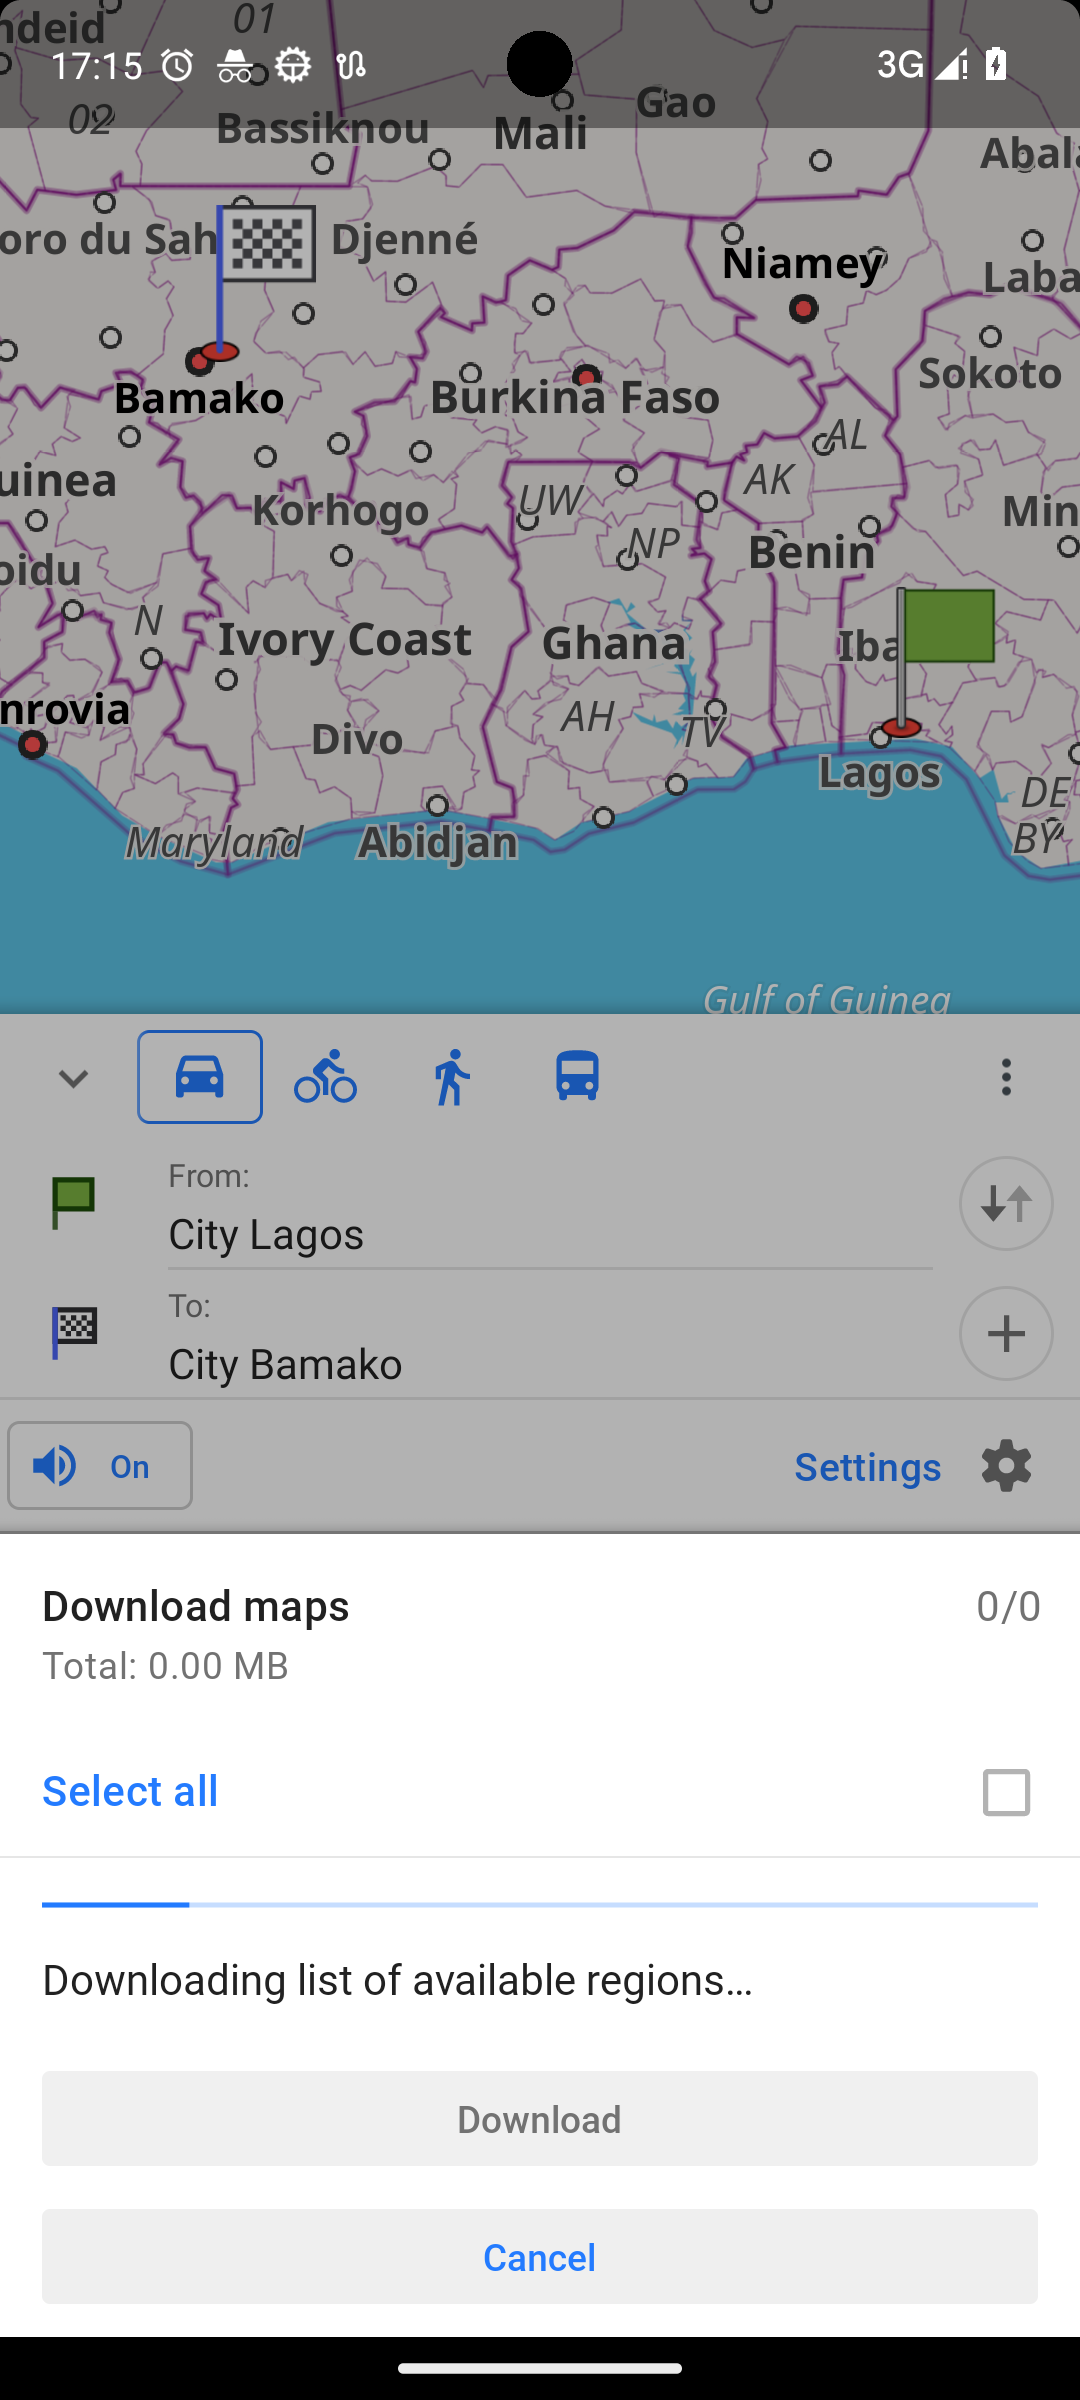 ndeid
01
17:15
3G
02
Bassiknou
Mali
Gao
Abala
oro du Sah
Djenné
Niamey
Laba
Bamako
Burkina Faso
Sokoto
AL
AK
uinea
Korhogo
UW
NP
Benin
Min
oidu
N
Ivory Coast
Ghana
Iba
nrovia
AH
TV
Divo
Lagos
DE
BY
Maryland
Abidjan
Gulf of Guinea
From:
City Lagos
To:
City Bamako
On
Settings
Download maps
0/0
Total: 0.00 MB
Select all
Downloading list of available regions...
Download
Cancel